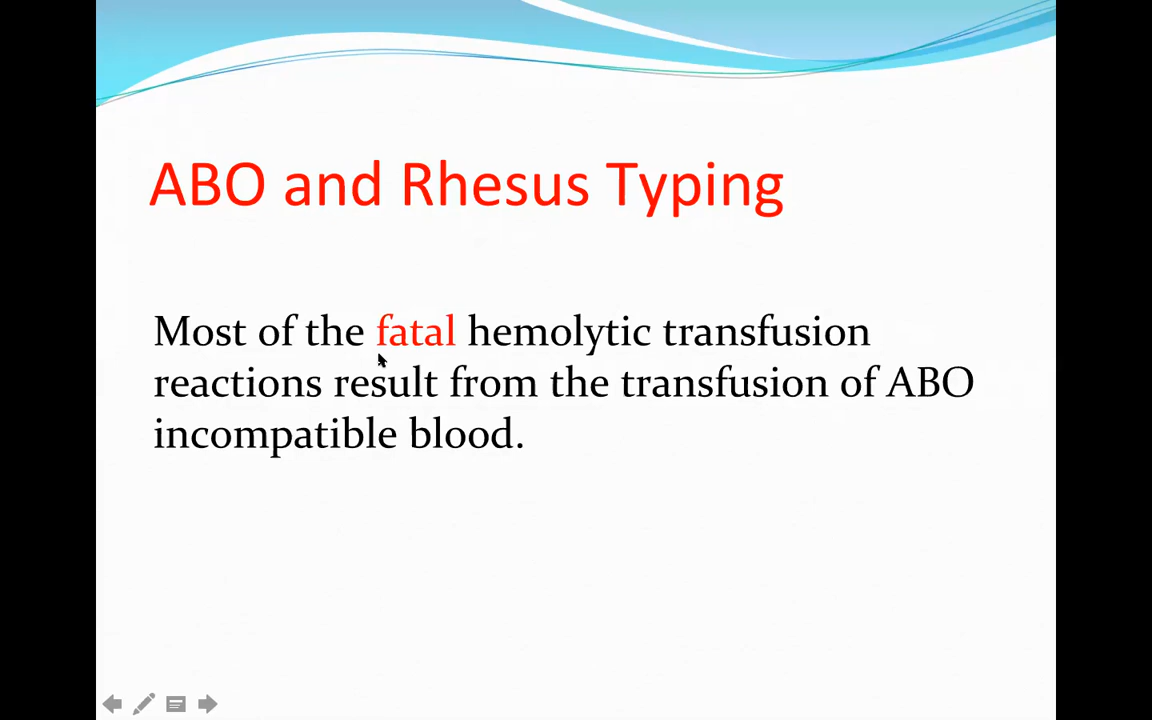 ABO and Rhesus Typing
Most of the fatal hemolytic transfusion
reactions result from the transfusion of ABO
incompatible blood.